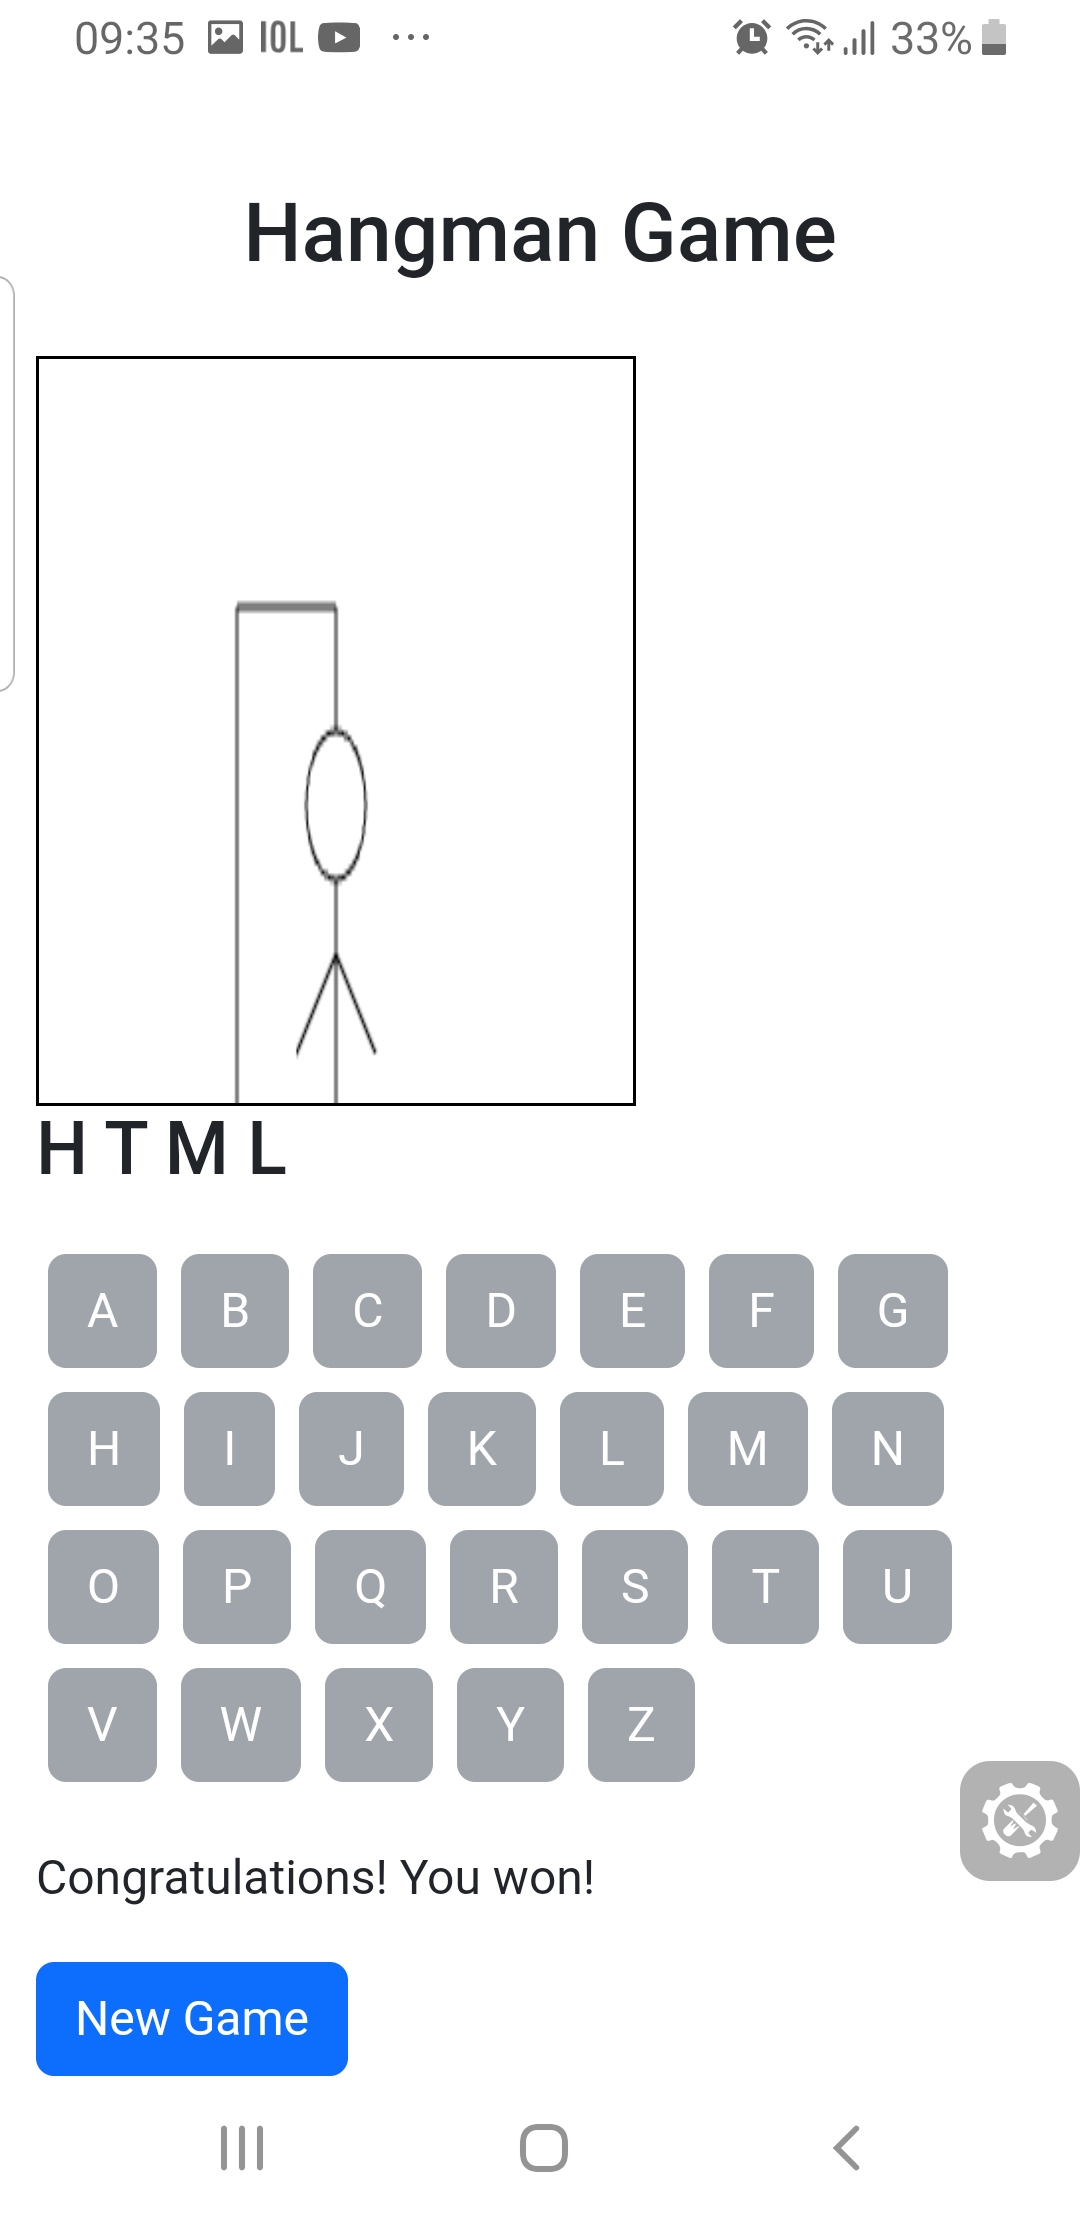 09:35 IOL 33%
Hangman Game
H T M L
A B C D E F G
H I J K L M N
O P Q R S T U
V W X Y Z
Congratulations! You won!
New Game